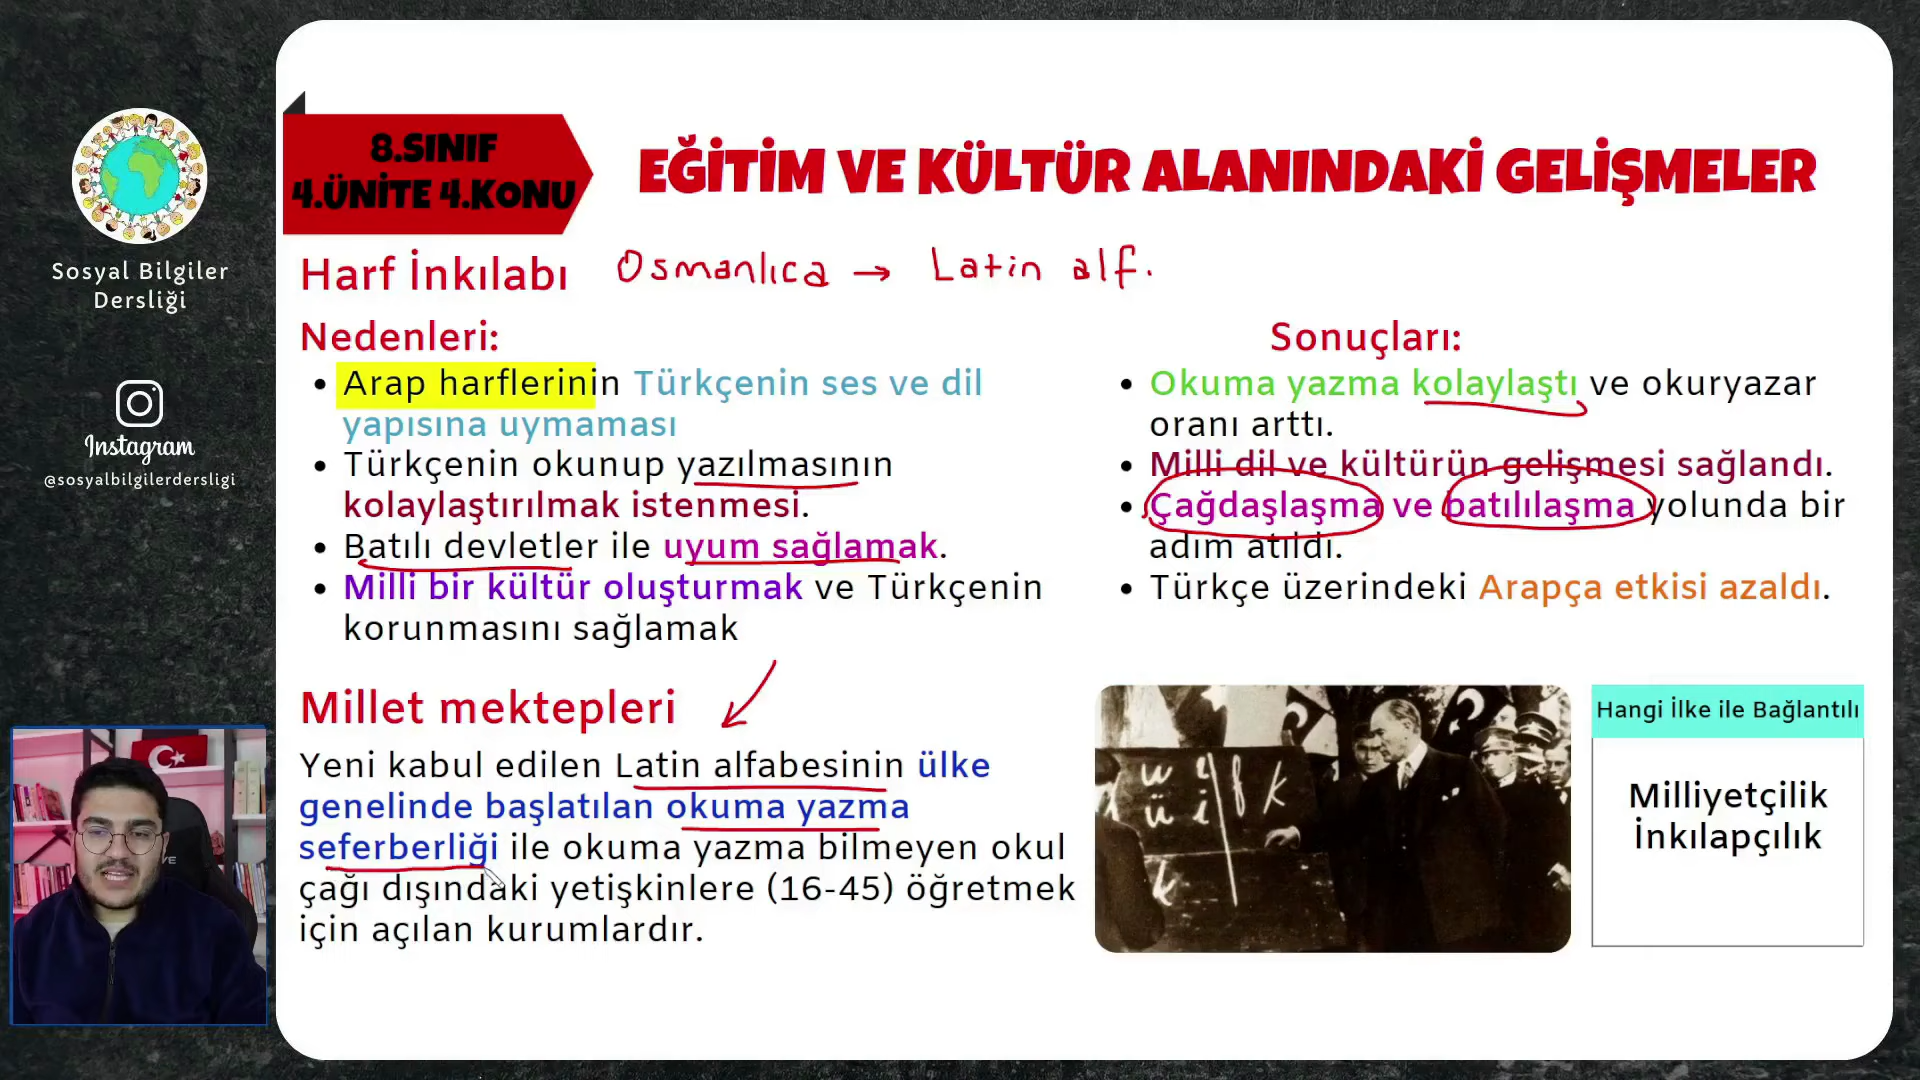 8.SINIF
4.ÜNİTE 4.KONU
EĞİTİM VE KÜLTÜR ALANINDAKİ GELİŞMELER
Sosyal Bilgiler
Dersliği
Instagram
@sosyalbilgilerdersligi
Harf İnkılabı Osmanlıca → Latin alf.
Nedenleri:
• Arap harflerinin Türkçenin ses ve dil
yapısına uymaması
• Türkçenin okunup yazılmasının
kolaylaştırılmak istenmesi.
• Batılı devletler ile uyum sağlamak.
• Milli bir kültür oluşturmak ve Türkçenin
korunmasını sağlamak
Sonuçları:
• Okuma yazma kolaylaştı ve okuryazar
oranı arttı.
• Milli dil ve kültürün gelişmesi sağlandı.
• Çağdaşlaşma ve batılılaşma yolunda bir
adım atıldı.
• Türkçe üzerindeki Arapça etkisi azaldı.
Millet mektepleri
Yeni kabul edilen Latin alfabesinin ülke
genelinde başlatılan okuma yazma
seferberliği ile okuma yazma bilmeyen okul
çağı dışındaki yetişkinlere (16-45) öğretmek
için açılan kurumlardır.
Hangi İlke ile Bağlantılı
Milliyetçilik
İnkılapçılık